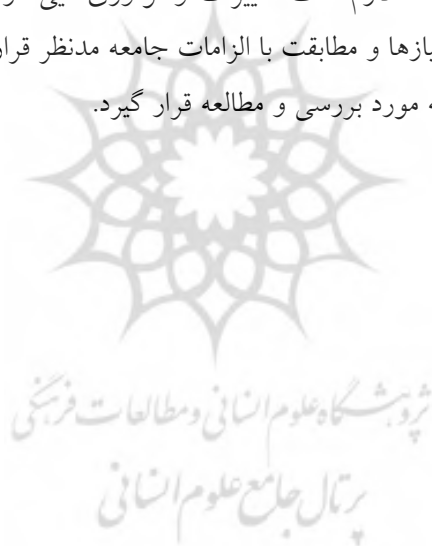 یازها و مطابقت با الزامات جامعه مدنظر قرار
مورد بررسی و مطالعه قرار گیرد.
پژوهشگاه علوم انسانی و مطالعات فرهنگی
پرتال جامع علوم انسانی